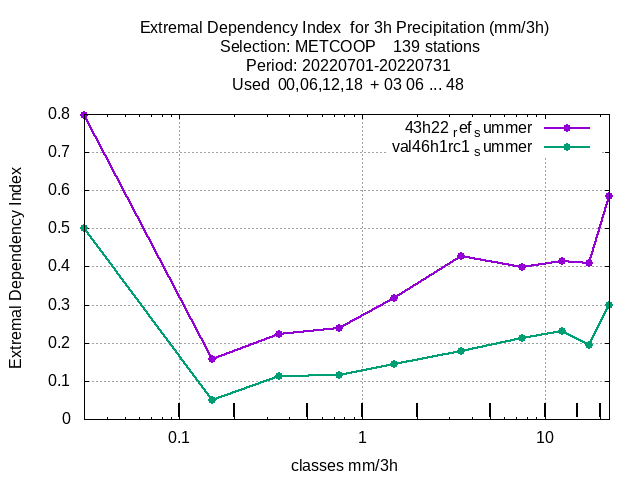 Extremal Dependency Index  for 3h Precipitation (mm/3h)
Selection: METCOOP    139 stations
Period: 20220701-20220731
Used  00,06,12,18  + 03 06 ... 48
43h22_ref_summer
val46h1rc1_summer
0.8
0.7
0.6
0.5
0.4
0.3
0.2
0.1
0
Extremal Dependency Index
0.1 1 10
classes mm/3h